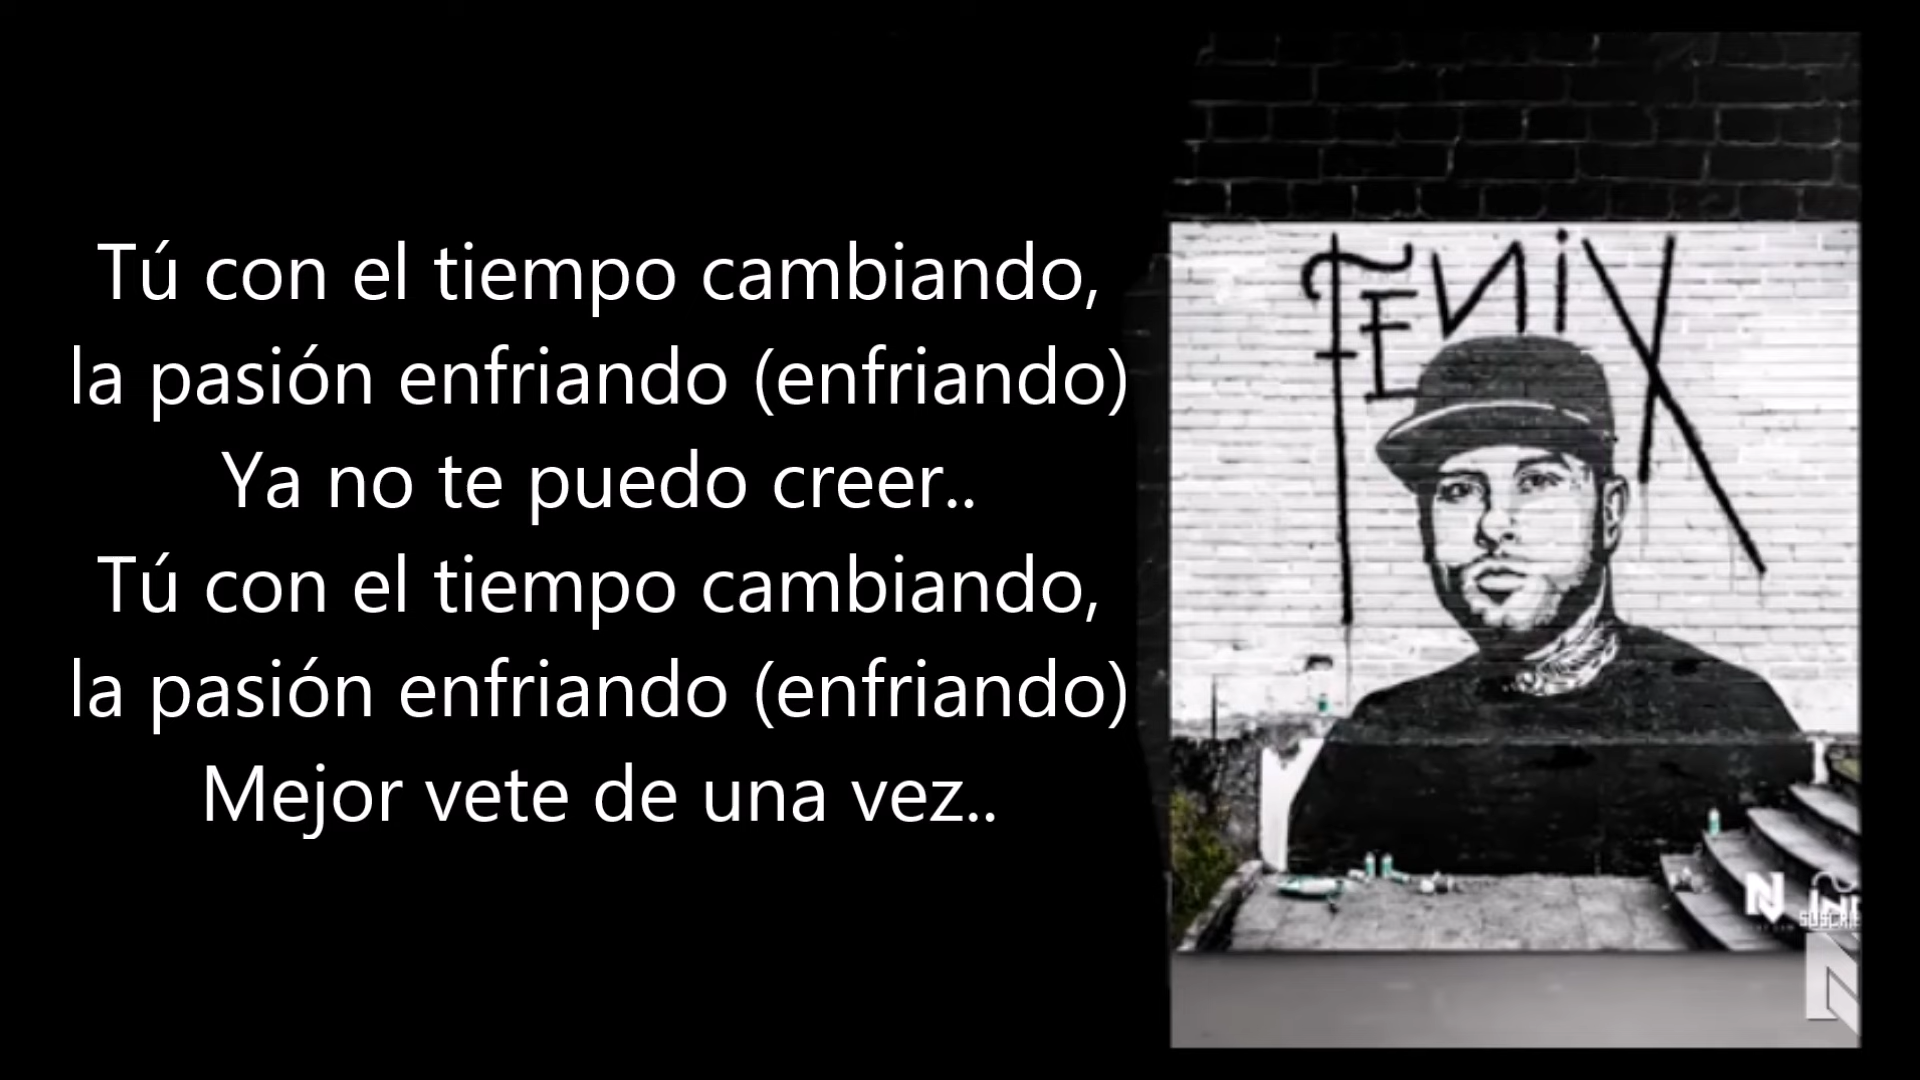 Tú con el tiempo cambiando,
la pasión enfriando (enfriando)
Ya no te puedo creer..
Tú con el tiempo cambiando,
la pasión enfriando (enfriando)
Mejor vete de una vez..
FENiX